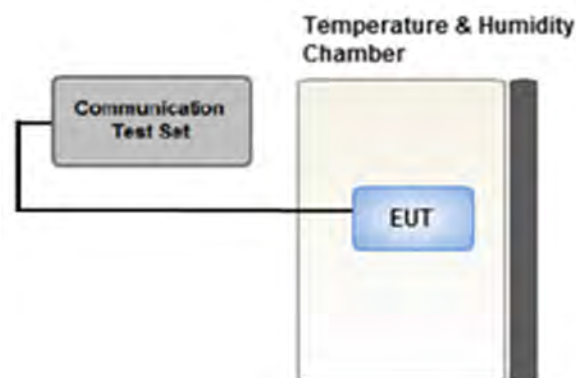 Temperature & Humidity
Chamber
Communication
Test Set
EUT